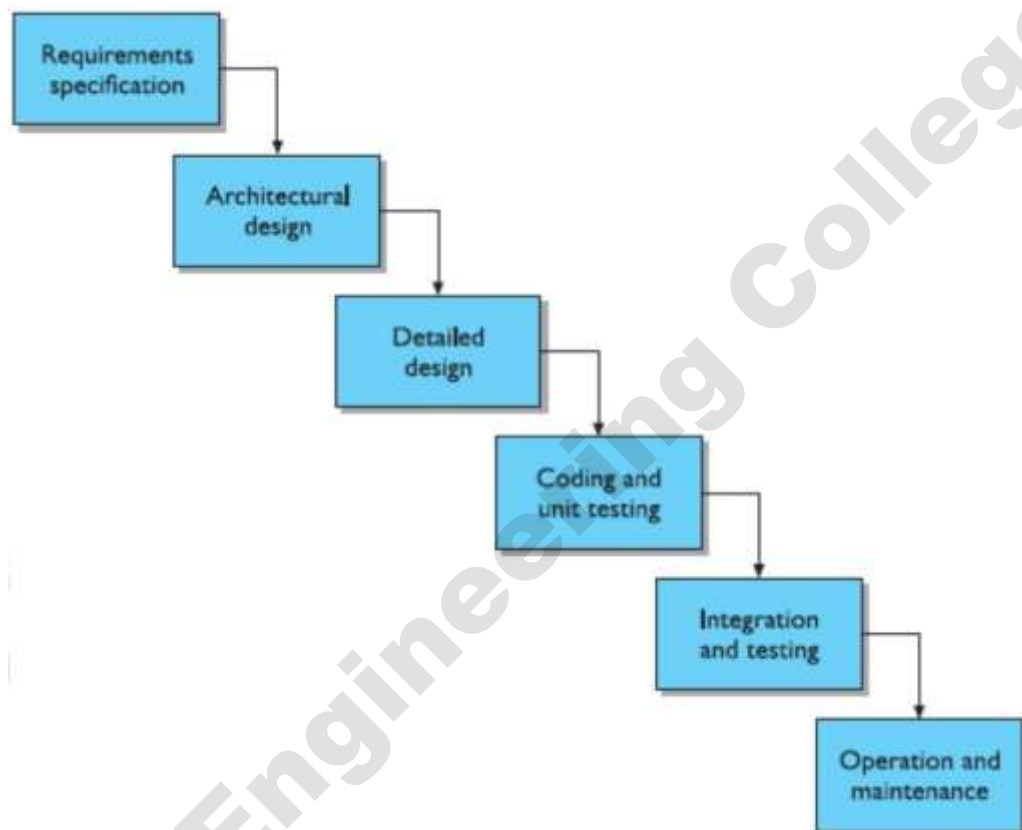 Requirements
specification
Architectural
design
Detailed
design
Coding and
unit testing
Integration
and testing
Operation and
maintenance
Engineering College